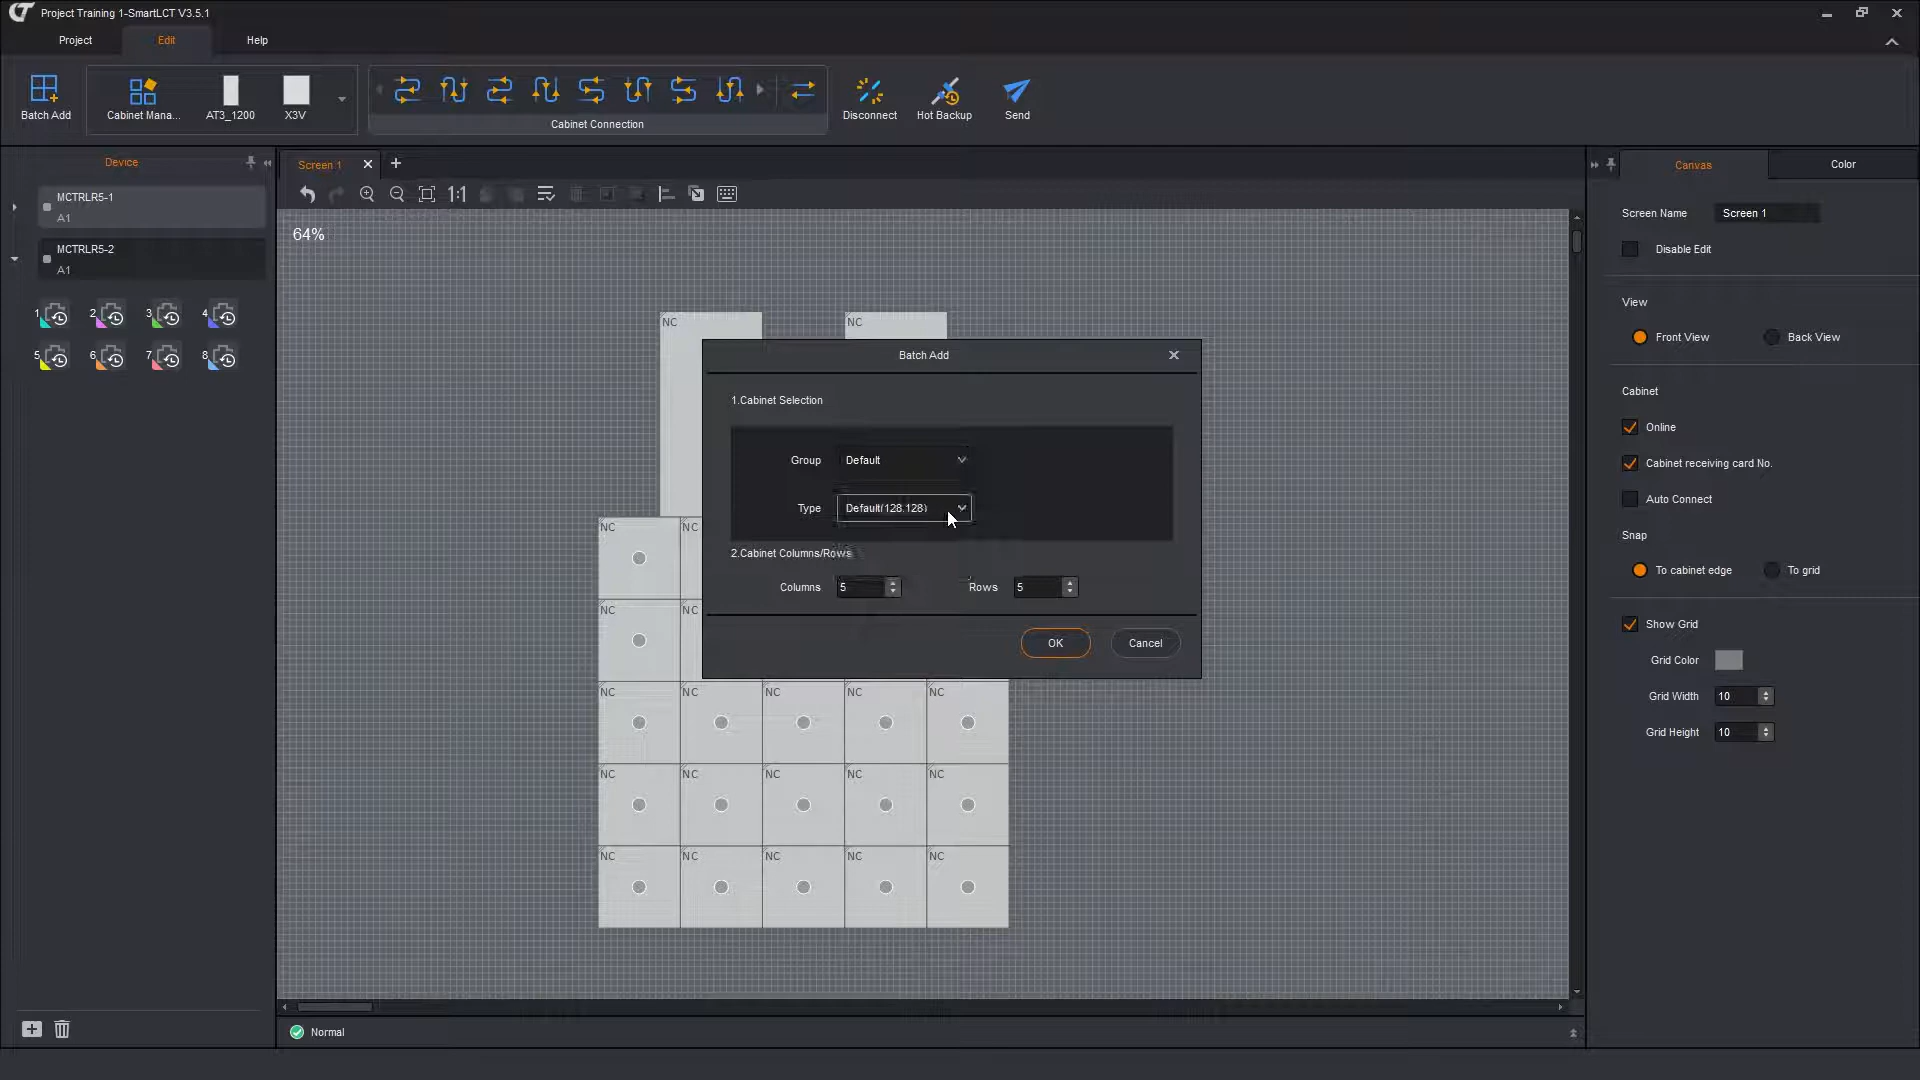 Project Training 1-SmartLCT V3.5.1
Project Edit Help
Batch Add
Cabinet Mana...
AT3_1200
X3V
Cabinet Connection
Disconnect
Hot Backup
Send
Device
MCTRLR5-1
A1
MCTRLR5-2
A1
1 2 3 4
5 6 7 8
Screen 1
1:1
64%
NC NC
NC NC
NC NC
NC NC NC NC NC
NC NC NC NC NC
NC NC NC NC NC
Batch Add
1.Cabinet Selection
Group Default
Type Default(128.128)
2.Cabinet Columns/Rows
Columns 5 Rows 5
OK Cancel
Normal
Canvas Color
Screen Name Screen 1
Disable Edit
View
Front View Back View
Cabinet
Online
Cabinet receiving card No.
Auto Connect
Snap
To cabinet edge To grid
Show Grid
Grid Color
Grid Width 10
Grid Height 10